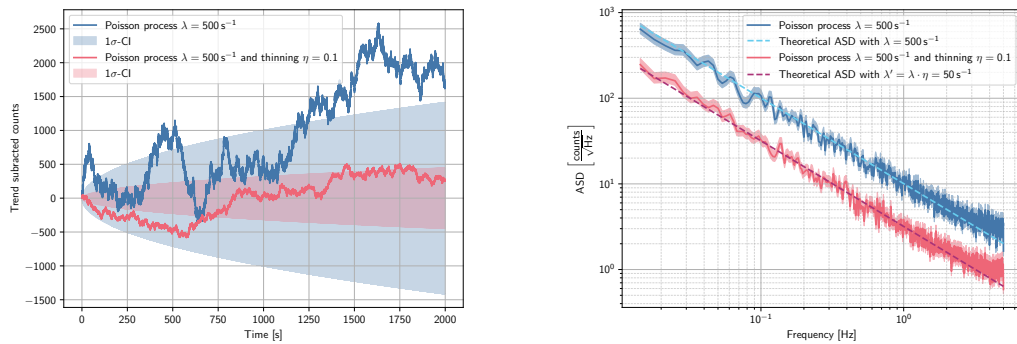 Poisson process λ = 500 s⁻¹
1σ-CI
Poisson process λ = 500 s⁻¹ and thinning η = 0.1
1σ-CI
2500
2000
1500
1000
500
0
−500
−1000
−1500
Trend subracted counts
0 250 500 750 1000 1250 1500 1750 2000
Time [s]
Poisson process λ = 500 s⁻¹
Theoretical ASD with λ = 500 s⁻¹
Poisson process λ = 500 s⁻¹ and thinning η = 0.1
Theoretical ASD with λ′ = λ · η = 50 s⁻¹
10³
10²
10¹
10⁰
ASD [counts/√Hz]
10⁻¹ 10⁰
Frequency [Hz]